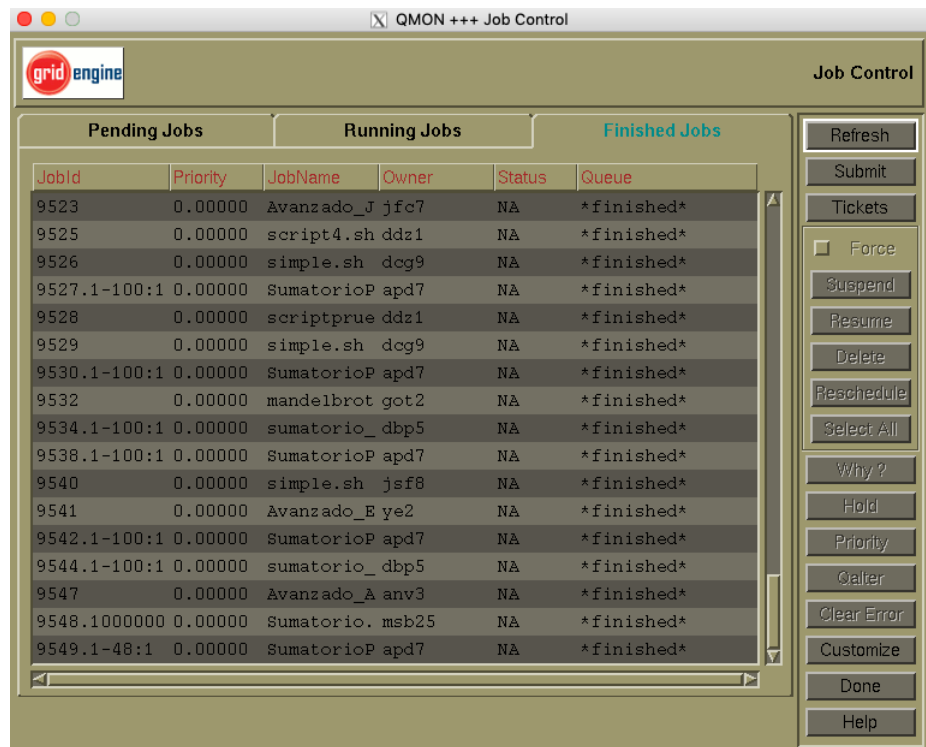 QMON +++ Job Control
grid engine
Job Control
Pending Jobs Running Jobs Finished Jobs
JobId Priority JobName Owner Status Queue
9523 0.00000 Avanzado_J jfc7 NA *finished*
9525 0.00000 script4.sh ddz1 NA *finished*
9526 0.00000 simple.sh dcg9 NA *finished*
9527.1-100:1 0.00000 SumatorioP apd7 NA *finished*
9528 0.00000 scriptprue ddz1 NA *finished*
9529 0.00000 simple.sh dcg9 NA *finished*
9530.1-100:1 0.00000 SumatorioP apd7 NA *finished*
9532 0.00000 mandelbrot got2 NA *finished*
9534.1-100:1 0.00000 sumatorio_ dbp5 NA *finished*
9538.1-100:1 0.00000 SumatorioP apd7 NA *finished*
9540 0.00000 simple.sh jsf8 NA *finished*
9541 0.00000 Avanzado_E ye2 NA *finished*
9542.1-100:1 0.00000 SumatorioP apd7 NA *finished*
9544.1-100:1 0.00000 sumatorio_ dbp5 NA *finished*
9547 0.00000 Avanzado_A anv3 NA *finished*
9548.1000000 0.00000 Sumatorio. msb25 NA *finished*
9549.1-48:1 0.00000 SumatorioP apd7 NA *finished*
Refresh
Submit
Tickets
Force
Suspend
Resume
Delete
Reschedule
Select All
Why ?
Hold
Priority
Qalter
Clear Error
Customize
Done
Help